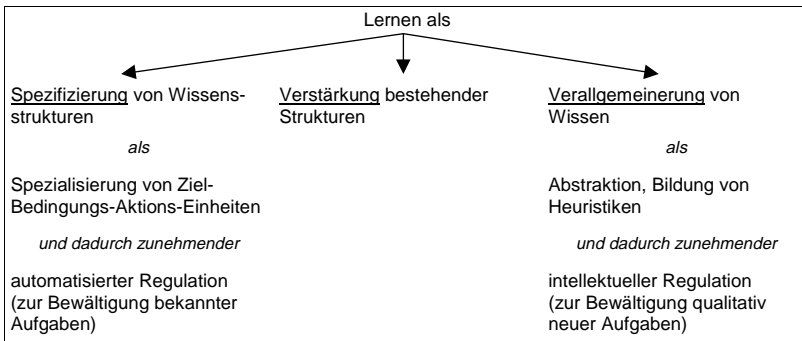 Lernen als
Spezifizierung von Wissens-
strukturen
als
Spezialisierung von Ziel-
Bedingungs-Aktions-Einheiten
und dadurch zunehmender
automatisierter Regulation
(zur Bewältigung bekannter
Aufgaben)
Verstärkung bestehender
Strukturen
Verallgemeinerung von
Wissen
als
Abstraktion, Bildung von
Heuristiken
und dadurch zunehmender
intellektueller Regulation
(zur Bewältigung qualitativ
neuer Aufgaben)